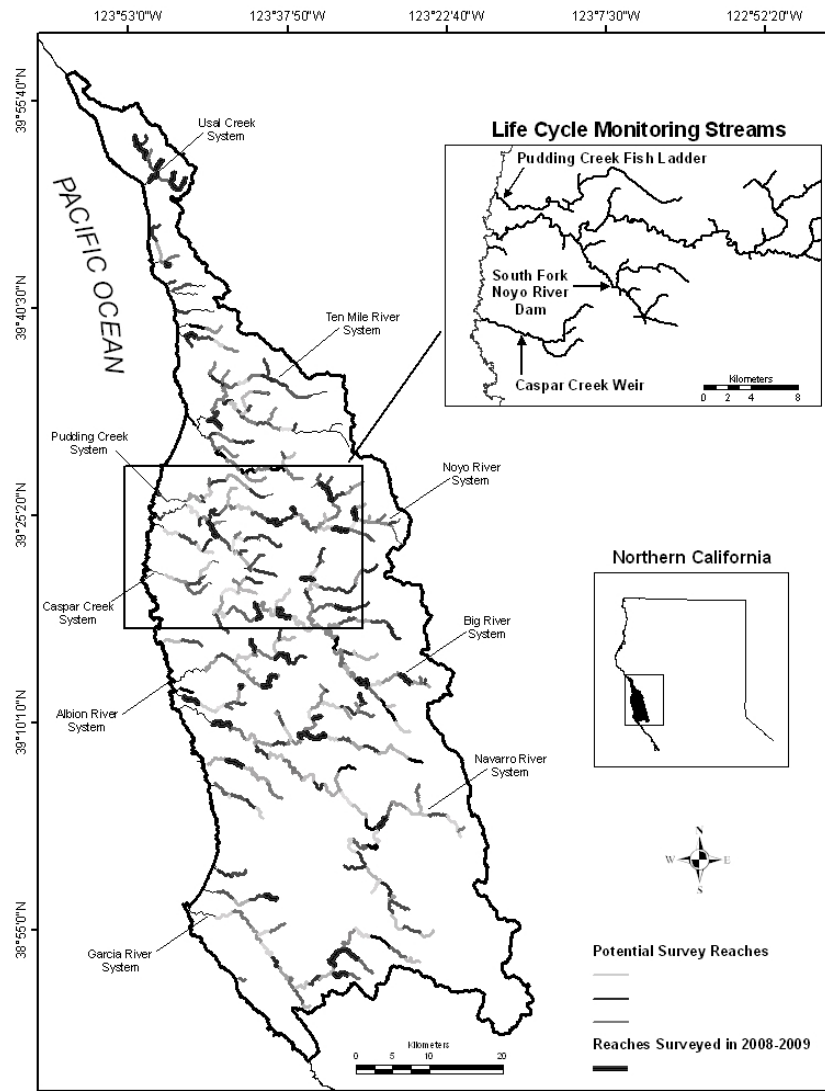 123°53'0"W
123°37'50"W
123°22'40"W
123°7'30"W
122°52'20"W
39°55'40"N
39°40'30"N
39°25'20"N
39°10'10"N
38°55'0"N
PACIFIC OCEAN
Usal Creek
System
Ten Mile River
System
Pudding Creek
System
Noyo River
System
Caspar Creek
System
Big River
System
Albion River
System
Navarro River
System
Garcia River
System
Kilometers
0 5 10 20
Life Cycle Monitoring Streams
Pudding Creek Fish Ladder
South Fork
Noyo River
Dam
Caspar Creek Weir
Kilometers
0 1 2 4 6 8
Northern California
N
W E
S
Potential Survey Reaches
Reaches Surveyed in 2008-2009